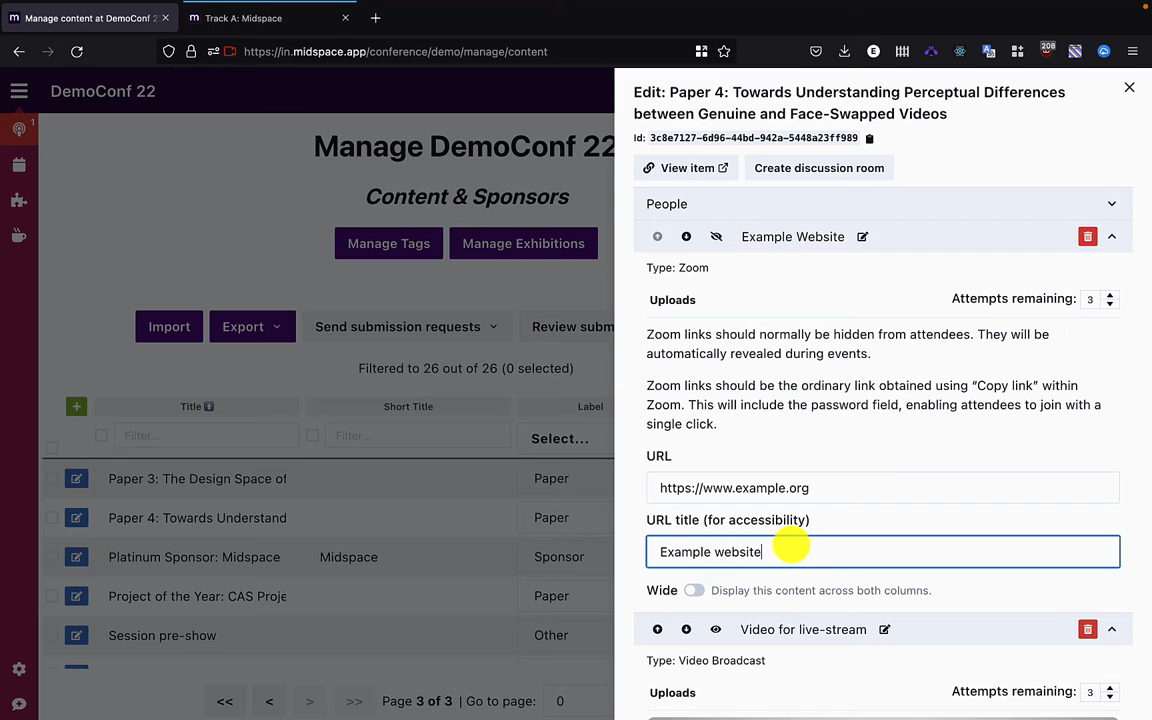 Manage content at DemoConf 2
Track A: Midspace
https://in.midspace.app/conference/demo/manage/content
208
DemoConf 22
1
Manage DemoConf 22
Content & Sponsors
Manage Tags
Manage Exhibitions
Import
Export
Send submission requests
Review subm
Filtered to 26 out of 26 (0 selected)
Title
Short Title
Label
Filter...
Filter...
Select...
Paper 3: The Design Space of
Paper
Paper 4: Towards Understand
Paper
Platinum Sponsor: Midspace
Midspace
Sponsor
Project of the Year: CAS Proje
Paper
Session pre-show
Other
<<
<
>
>>
Page 3 of 3
| Go to page:
0
Edit: Paper 4: Towards Understanding Perceptual Differences
between Genuine and Face-Swapped Videos
Id: 3c8e7127-6d96-44bd-942a-5448a23ff989
View item
Create discussion room
People
Example Website
Type: Zoom
Uploads
Attempts remaining: 3
Zoom links should normally be hidden from attendees. They will be
automatically revealed during events.
Zoom links should be the ordinary link obtained using “Copy link” within
Zoom. This will include the password field, enabling attendees to join with a
single click.
URL
https://www.example.org
URL title (for accessibility)
Example website
Wide
Display this content across both columns.
Video for live-stream
Type: Video Broadcast
Uploads
Attempts remaining: 3